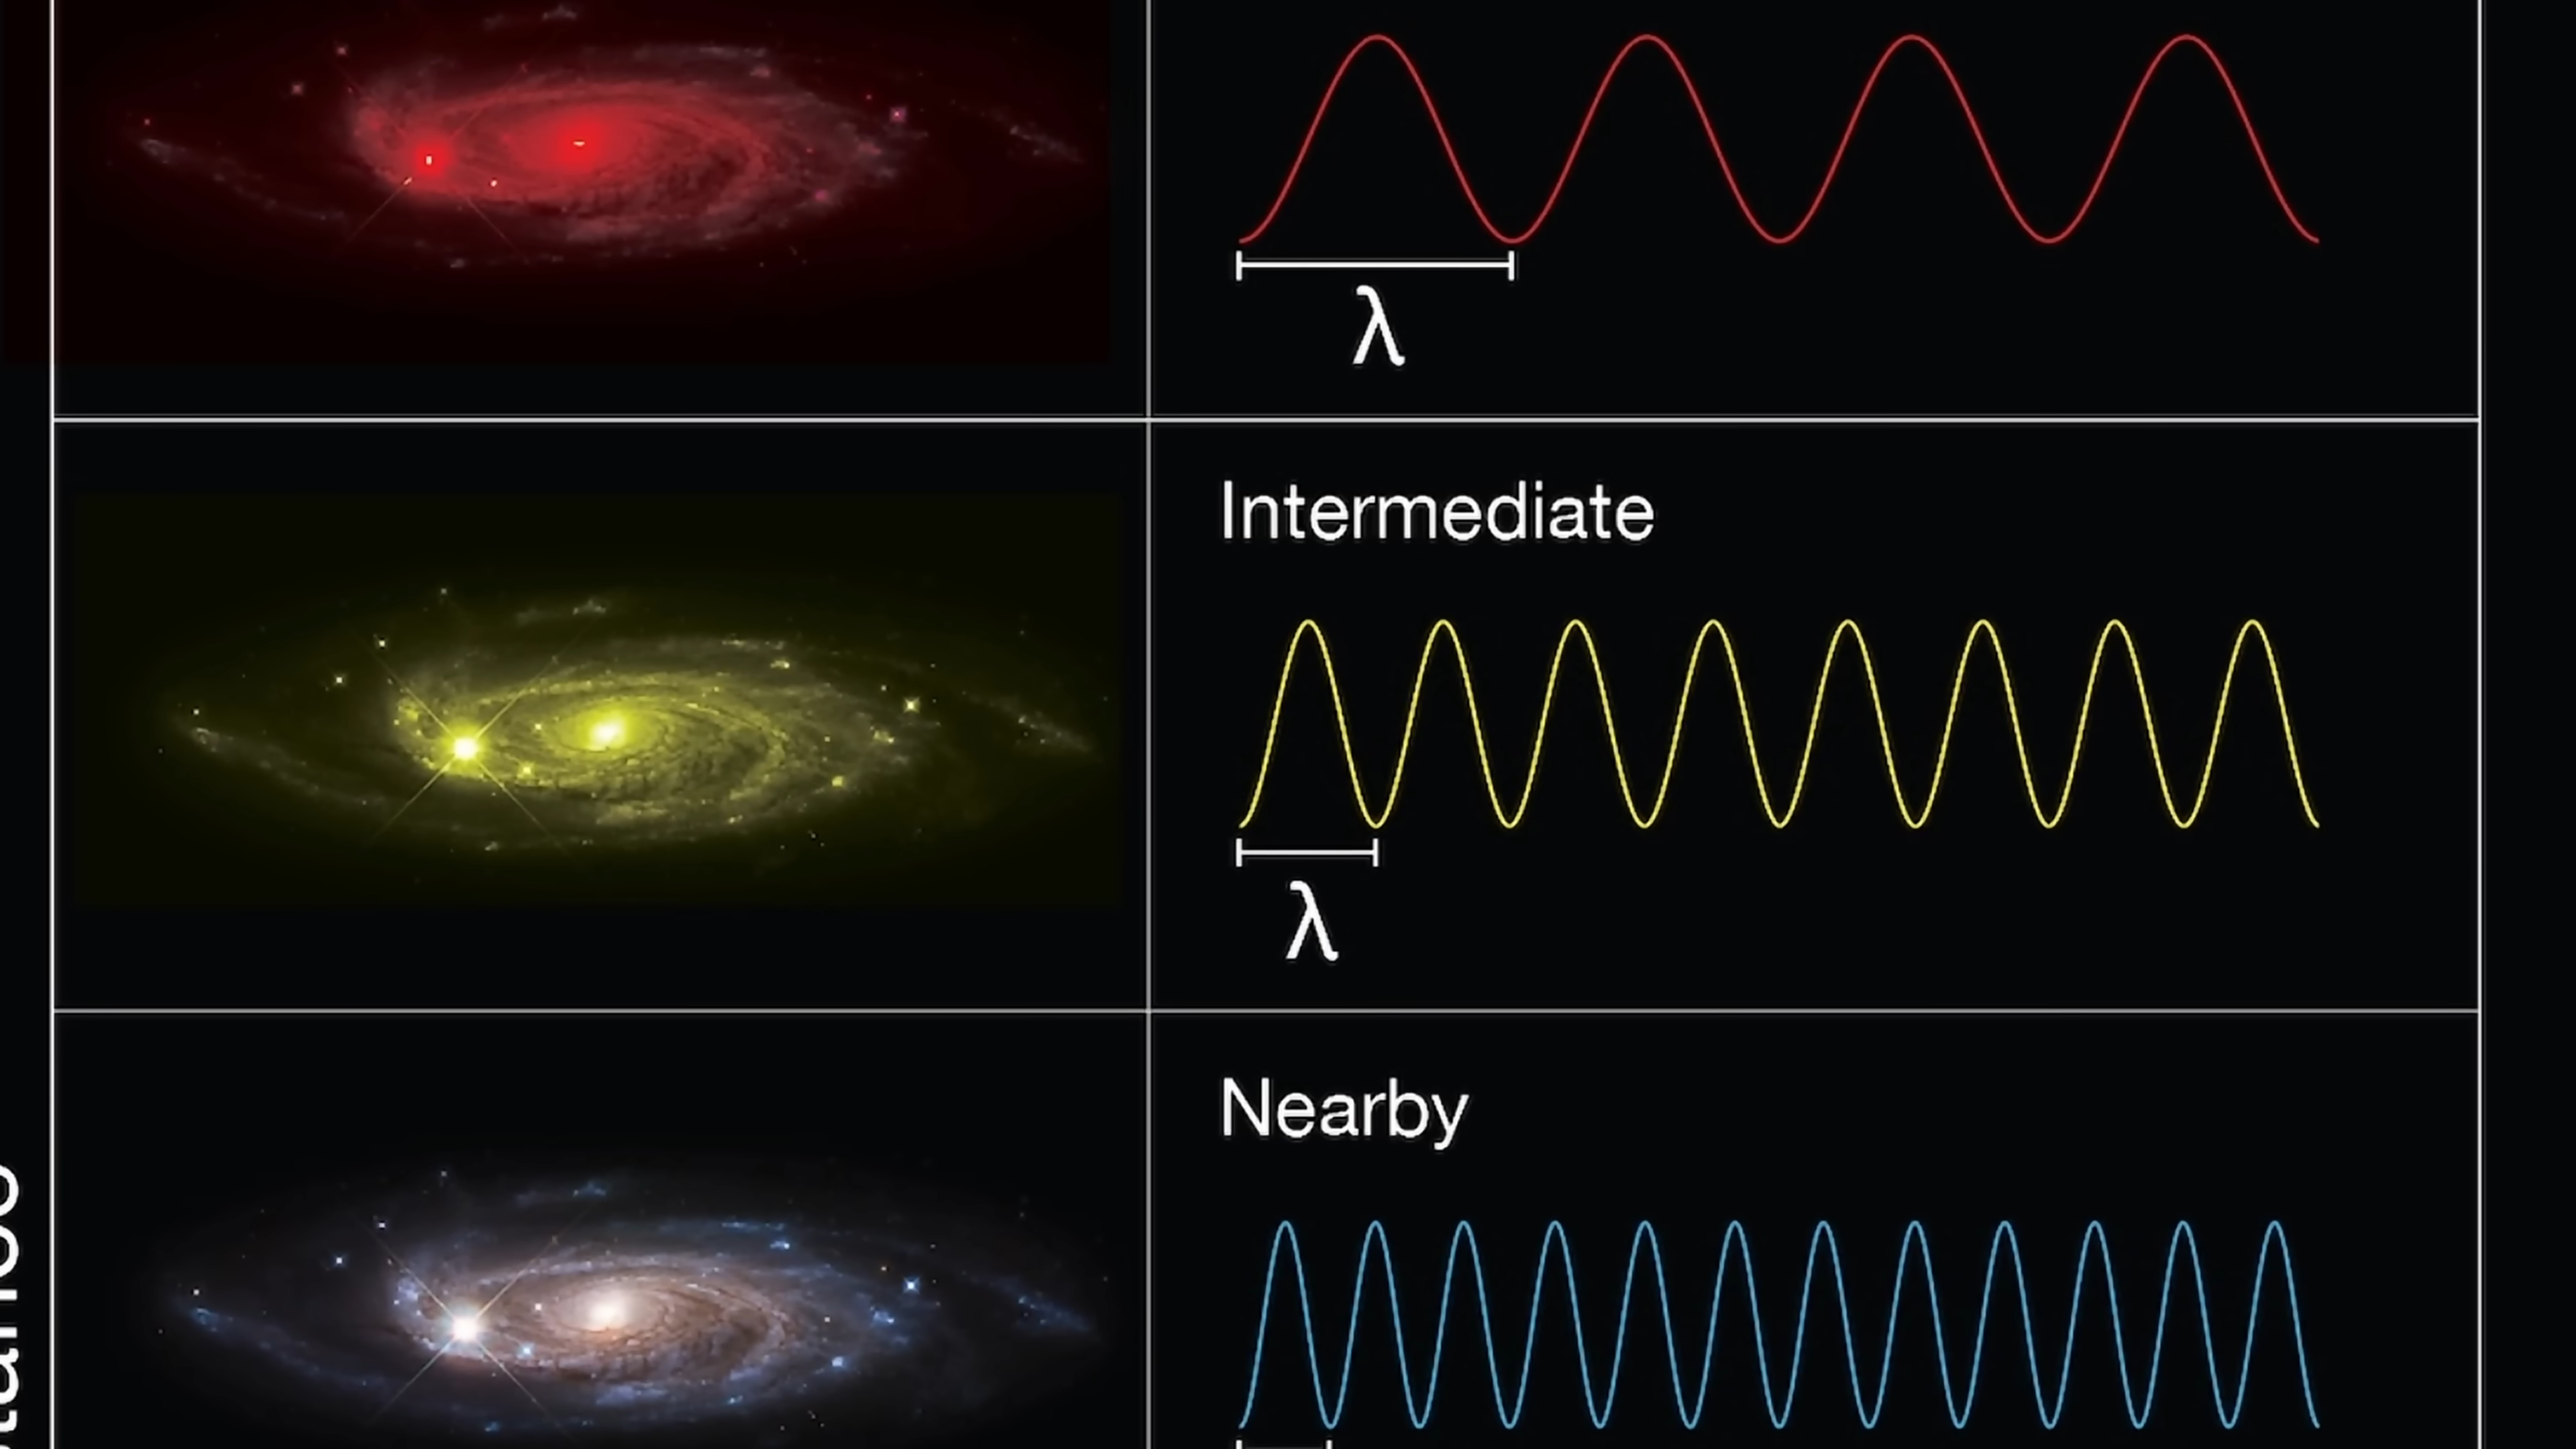 λ
Intermediate
λ
Nearby